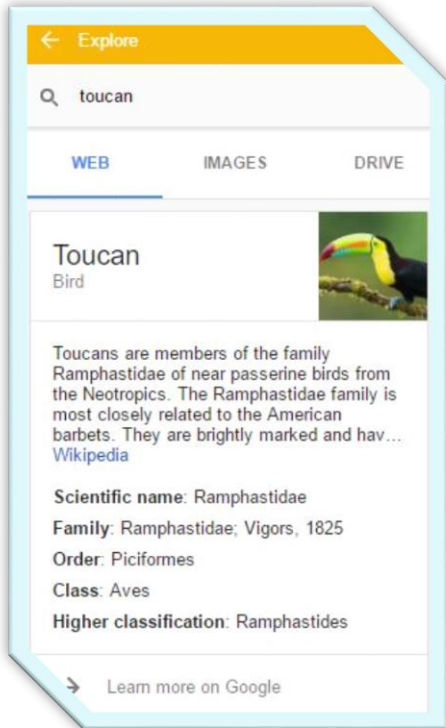 Explore
toucan
WEB IMAGES DRIVE
Toucan
Bird
Toucans are members of the family
Ramphastidae of near passerine birds from
the Neotropics. The Ramphastidae family is
most closely related to the American
barbets. They are brightly marked and hav...
Wikipedia
Scientific name: Ramphastidae
Family: Ramphastidae; Vigors, 1825
Order: Piciformes
Class: Aves
Higher classification: Ramphastides
Learn more on Google